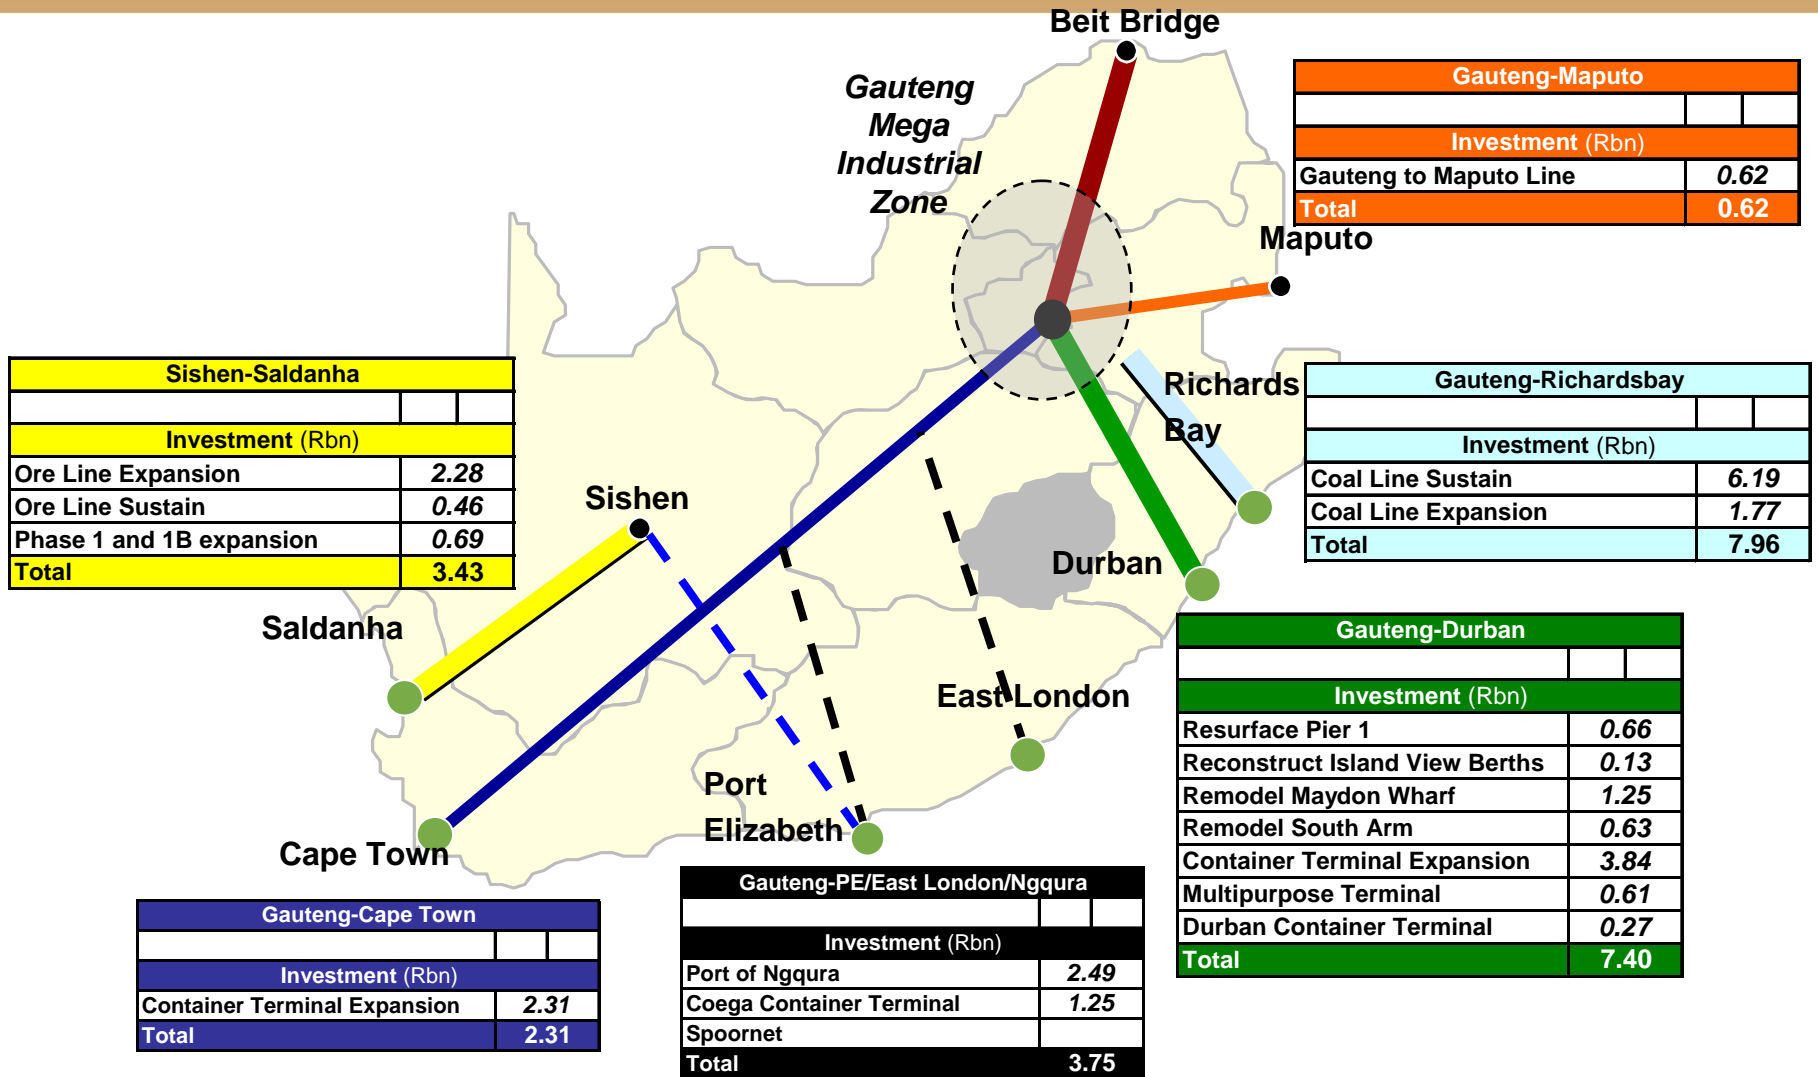 Beit Bridge
Gauteng
Mega
Industrial
Zone
Gauteng-Maputo
Investment (Rbn)
Gauteng to Maputo Line 0.62
Total 0.62
Maputo
Sishen-Saldanha
Investment (Rbn)
Ore Line Expansion 2.28
Ore Line Sustain 0.46
Phase 1 and 1B expansion 0.69
Total 3.43
Richards
Bay
Gauteng-Richardsbay
Investment (Rbn)
Coal Line Sustain 6.19
Coal Line Expansion 1.77
Total 7.96
Sishen
Durban
Saldanha
East London
Port
Elizabeth
Cape Town
Gauteng-Durban
Investment (Rbn)
Resurface Pier 1 0.66
Reconstruct Island View Berths 0.13
Remodel Maydon Wharf 1.25
Remodel South Arm 0.63
Container Terminal Expansion 3.84
Multipurpose Terminal 0.61
Durban Container Terminal 0.27
Total 7.40
Gauteng-Cape Town
Investment (Rbn)
Container Terminal Expansion 2.31
Total 2.31
Gauteng-PE/East London/Ngqura
Investment (Rbn)
Port of Ngqura 2.49
Coega Container Terminal 1.25
Spoornet
Total 3.75